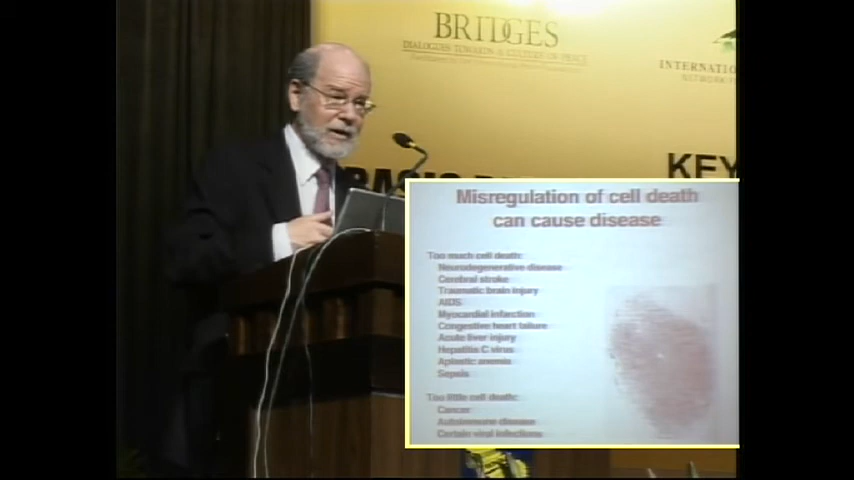 BRIDGES
DIALOGUES TOWARDS A CULTURE OF PEACE
INTERNATIO
NETWORK
KEY
Misregulation of cell death
can cause disease
Too much cell death:
Neurodegenerative disease
Cerebral stroke
Traumatic brain injury
AIDS
Myocardial infarction
Congestive heart failure
Acute liver injury
Hepatitis C virus
Aplastic anemia
Sepsis
Too little cell death:
Cancer
Autoimmune disease
Certain viral infections